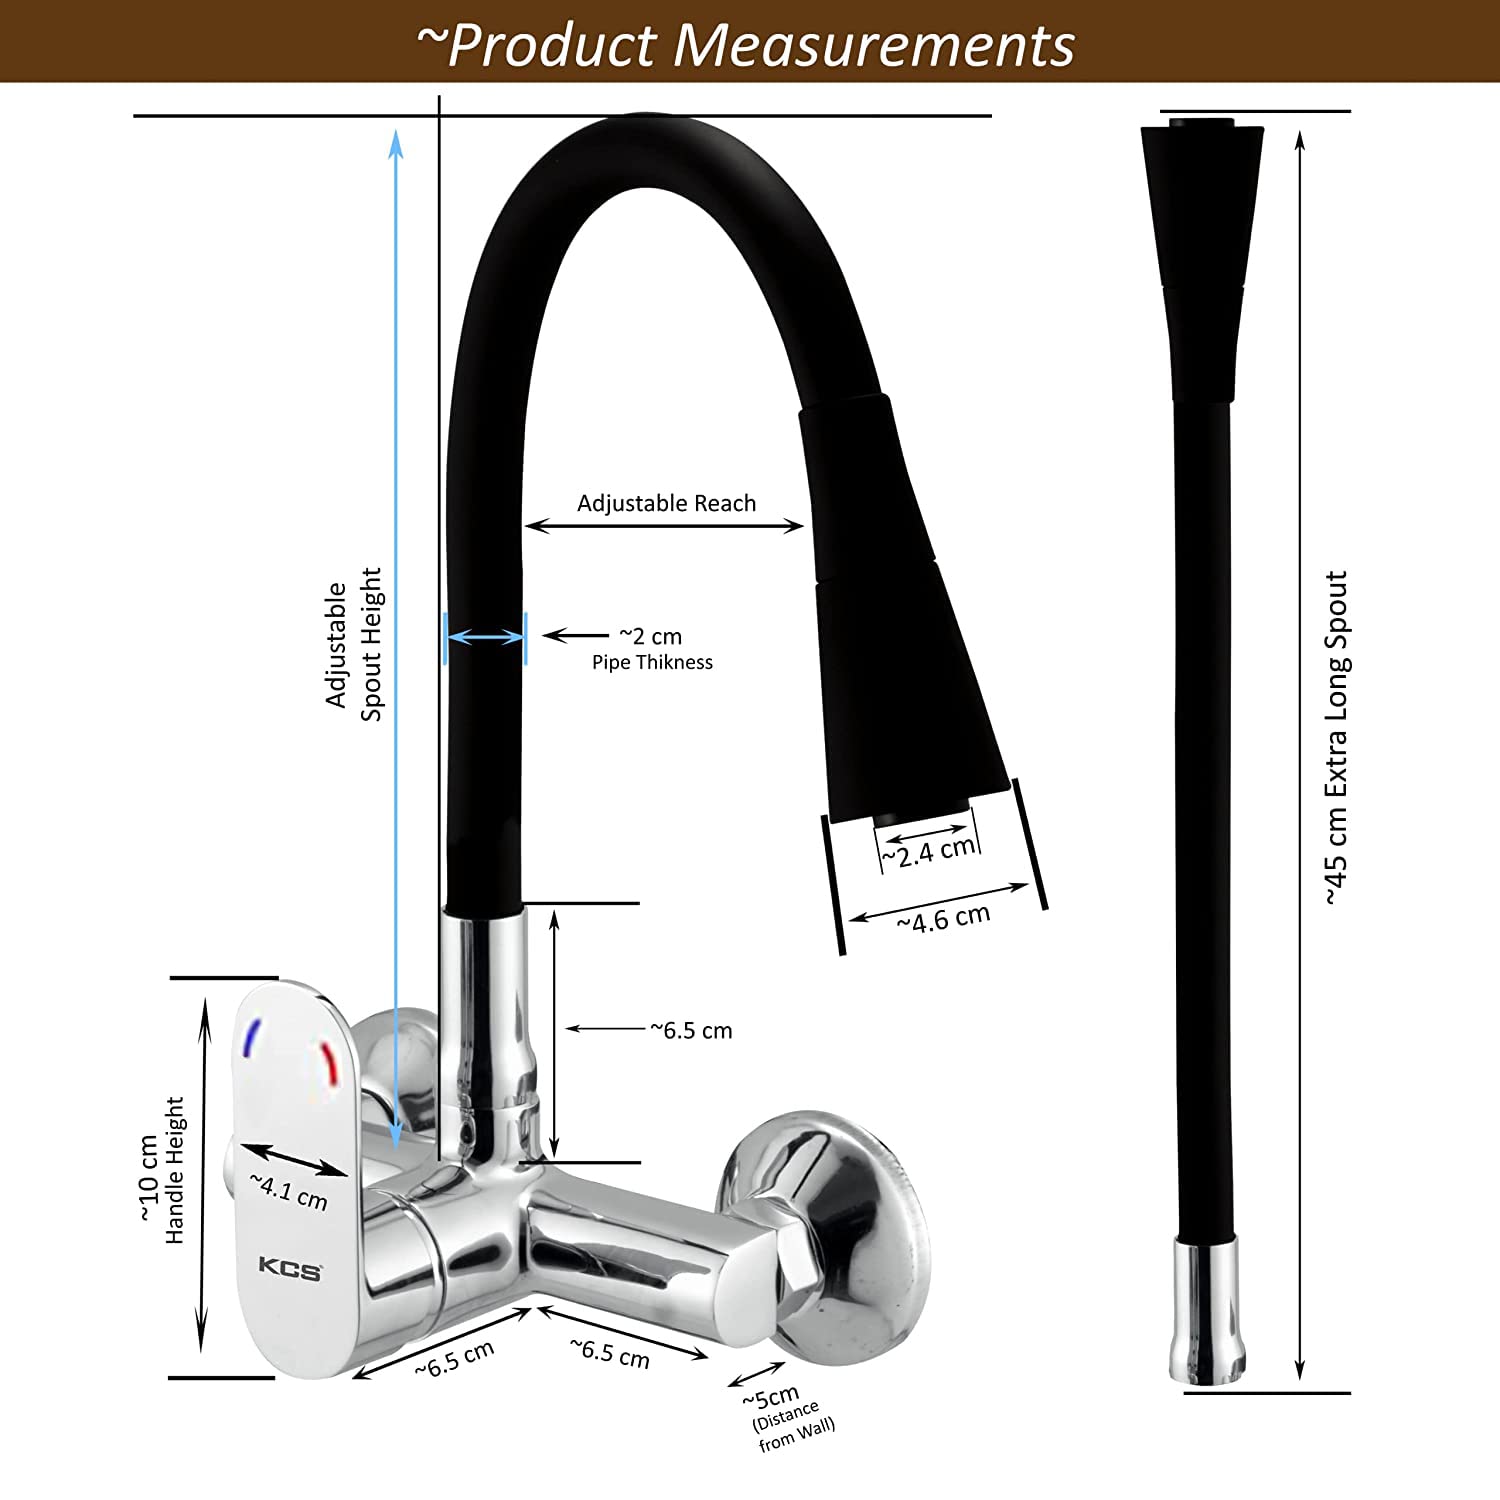 ~Product Measurements
Adjustable Reach
Adjustable
Spout Height
~2 cm
Pipe Thikness
~45 cm Extra Long Spout
~2.4 cm
~4.6 cm
~6.5 cm
~10 cm
Handle Height
~4.1 cm
KCS
~6.5 cm
~6.5 cm
~5cm
(Distance
from Wall)